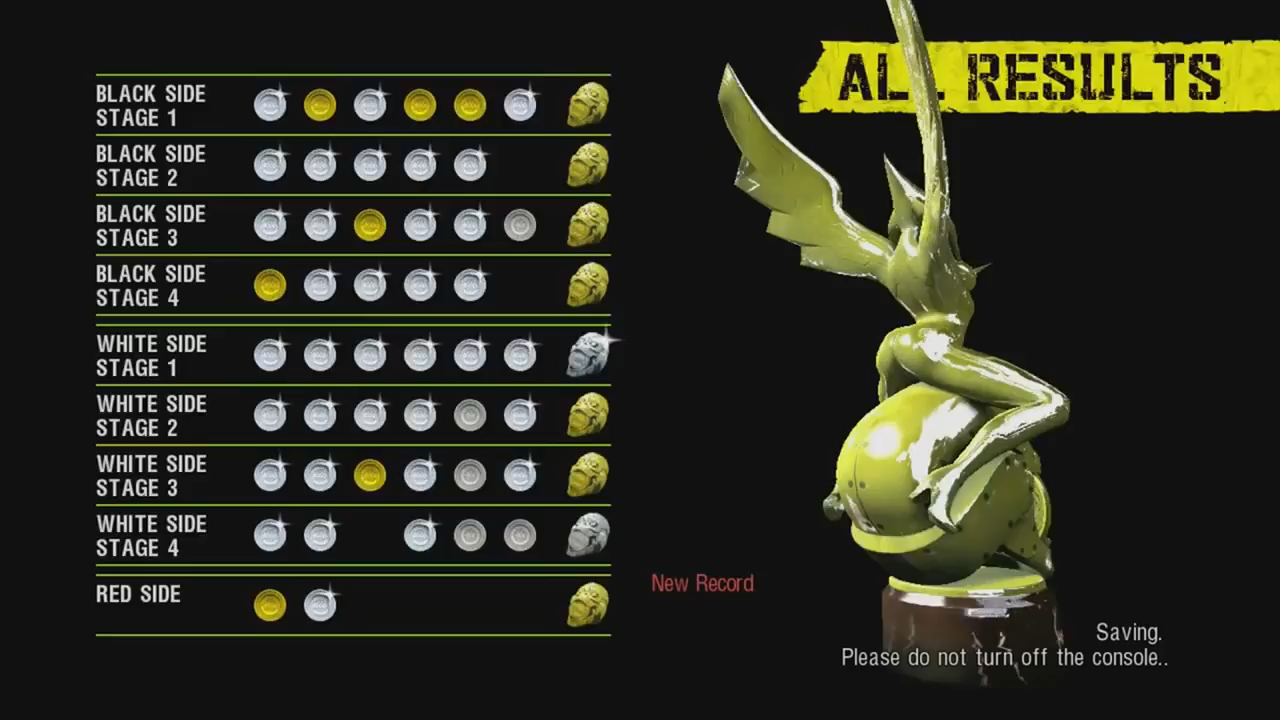 ALL RESULTS
BLACK SIDE
STAGE 1
BLACK SIDE
STAGE 2
BLACK SIDE
STAGE 3
BLACK SIDE
STAGE 4
WHITE SIDE
STAGE 1
WHITE SIDE
STAGE 2
WHITE SIDE
STAGE 3
WHITE SIDE
STAGE 4
RED SIDE
New Record
Saving.
Please do not turn off the console..